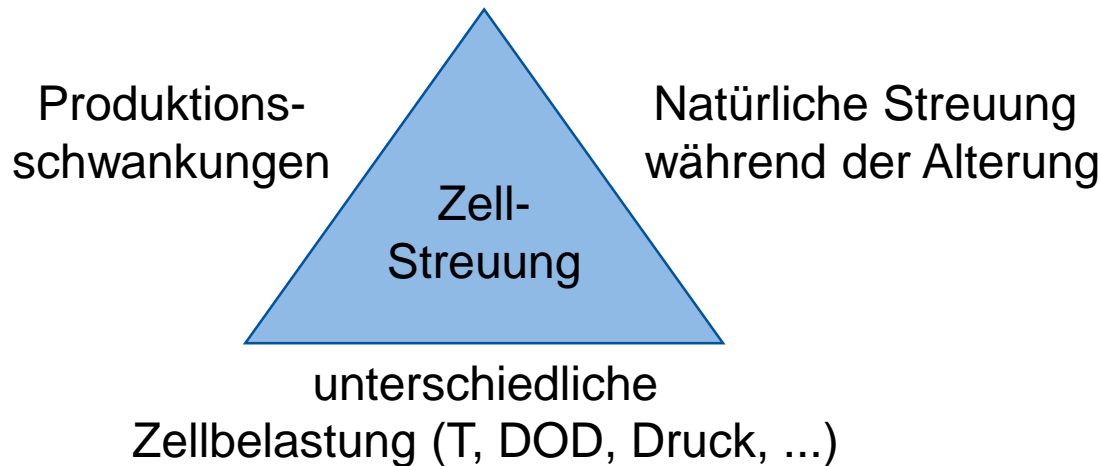 Produktions-
schwankungen
Natürliche Streuung
während der Alterung
Zell-
Streuung
unterschiedliche
Zellbelastung (T, DOD, Druck, ...)